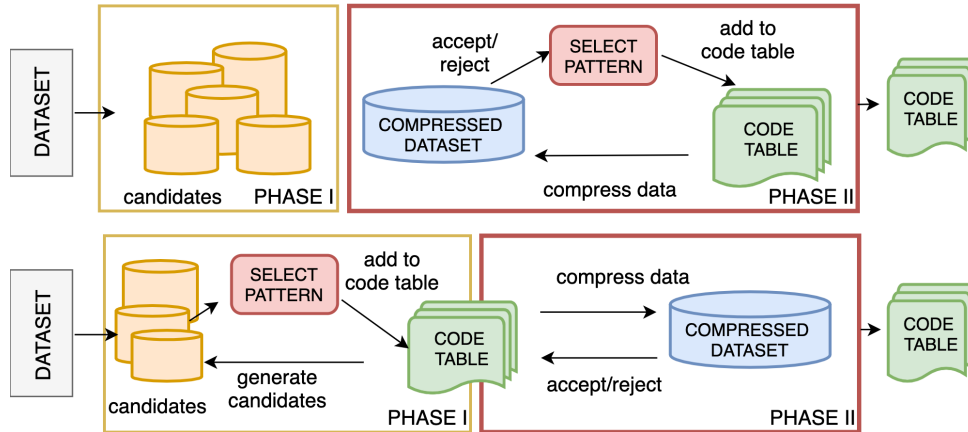 DATASET
candidates
PHASE I
accept/
reject
SELECT
PATTERN
add to
code table
COMPRESSED
DATASET
CODE
TABLE
compress data
PHASE II
CODE
TABLE
DATASET
candidates
SELECT
PATTERN
add to
code table
CODE
TABLE
generate
candidates
PHASE I
compress data
COMPRESSED
DATASET
accept/reject
PHASE II
CODE
TABLE